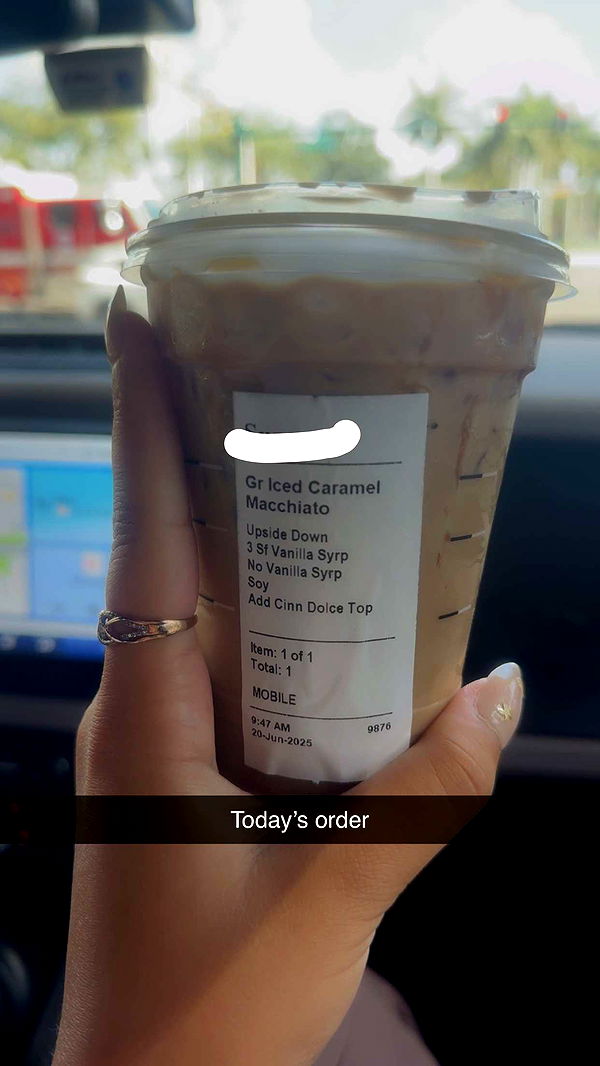 Gr Iced Caramel
Macchiato
Upside Down
3 Sf Vanilla Syrp
No Vanilla Syrp
Soy
Add Cinn Dolce Top
Item: 1 of 1
Total: 1
MOBILE
9:47 AM 9876
20-Jun-2025
Today’s order